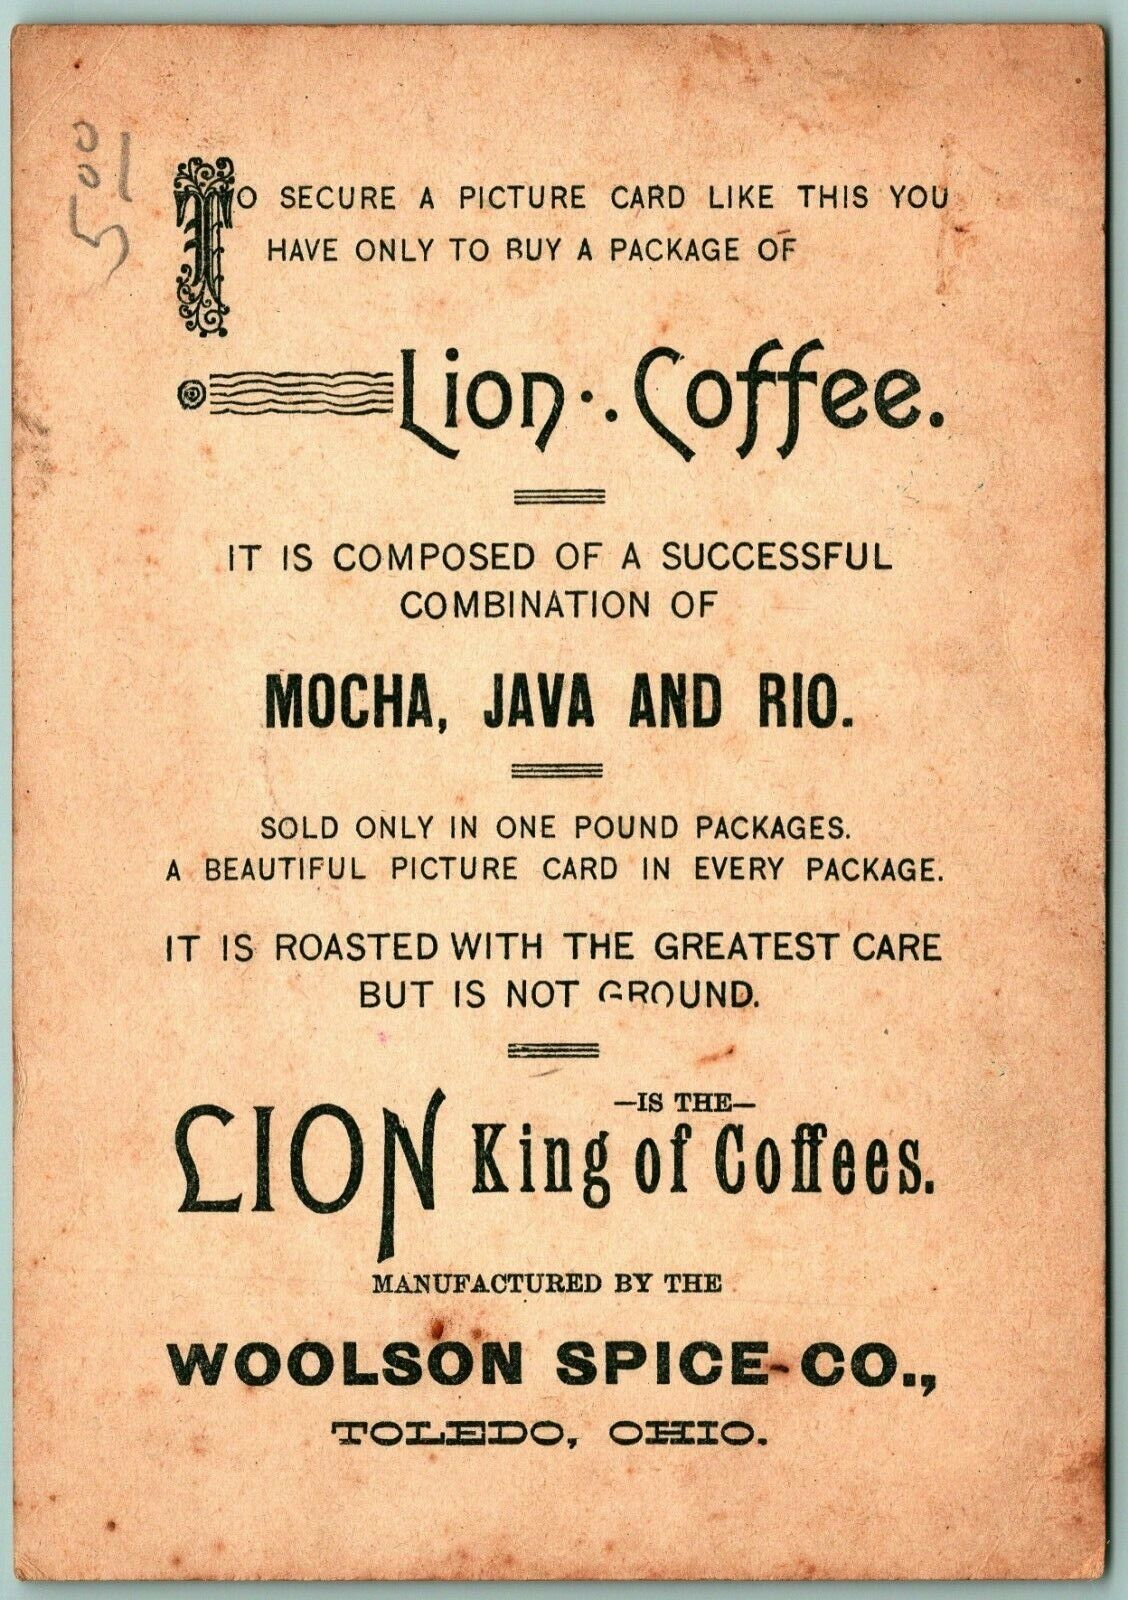 TO SECURE A PICTURE CARD LIKE THIS YOU
HAVE ONLY TO BUY A PACKAGE OF
Lion Coffee.
IT IS COMPOSED OF A SUCCESSFUL
COMBINATION OF
MOCHA, JAVA AND RIO.
SOLD ONLY IN ONE POUND PACKAGES.
A BEAUTIFUL PICTURE CARD IN EVERY PACKAGE.
IT IS ROASTED WITH THE GREATEST CARE
BUT IS NOT GROUND.
LION —IS THE—
King of Coffees.
MANUFACTURED BY THE
WOOLSON SPICE CO.,
TOLEDO, OHIO.
500